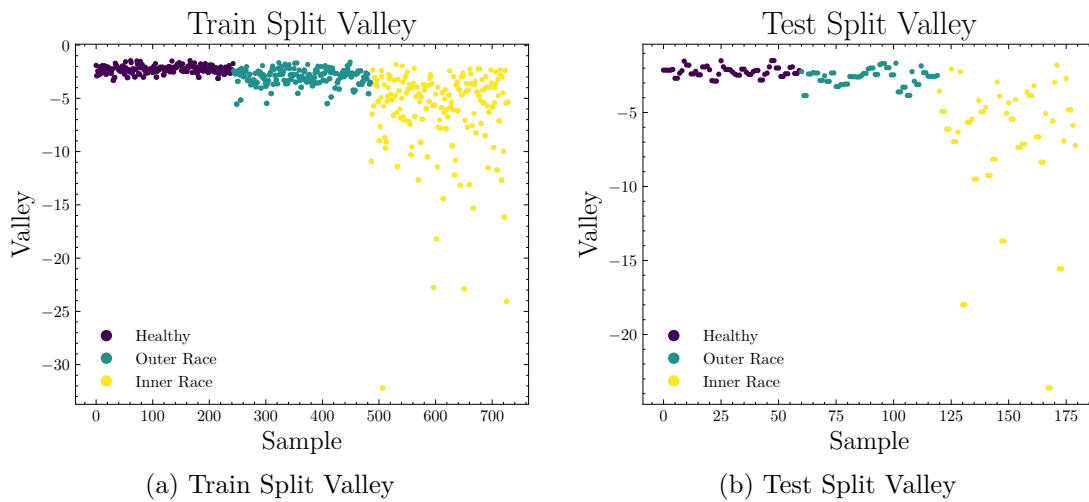 Train Split Valley
0
−5
−10
−15
−20
−25
−30
Valley
Healthy
Outer Race
Inner Race
0 100 200 300 400 500 600 700
Sample
(a) Train Split Valley
Test Split Valley
−5
−10
−15
−20
Valley
Healthy
Outer Race
Inner Race
0 25 50 75 100 125 150 175
Sample
(b) Test Split Valley